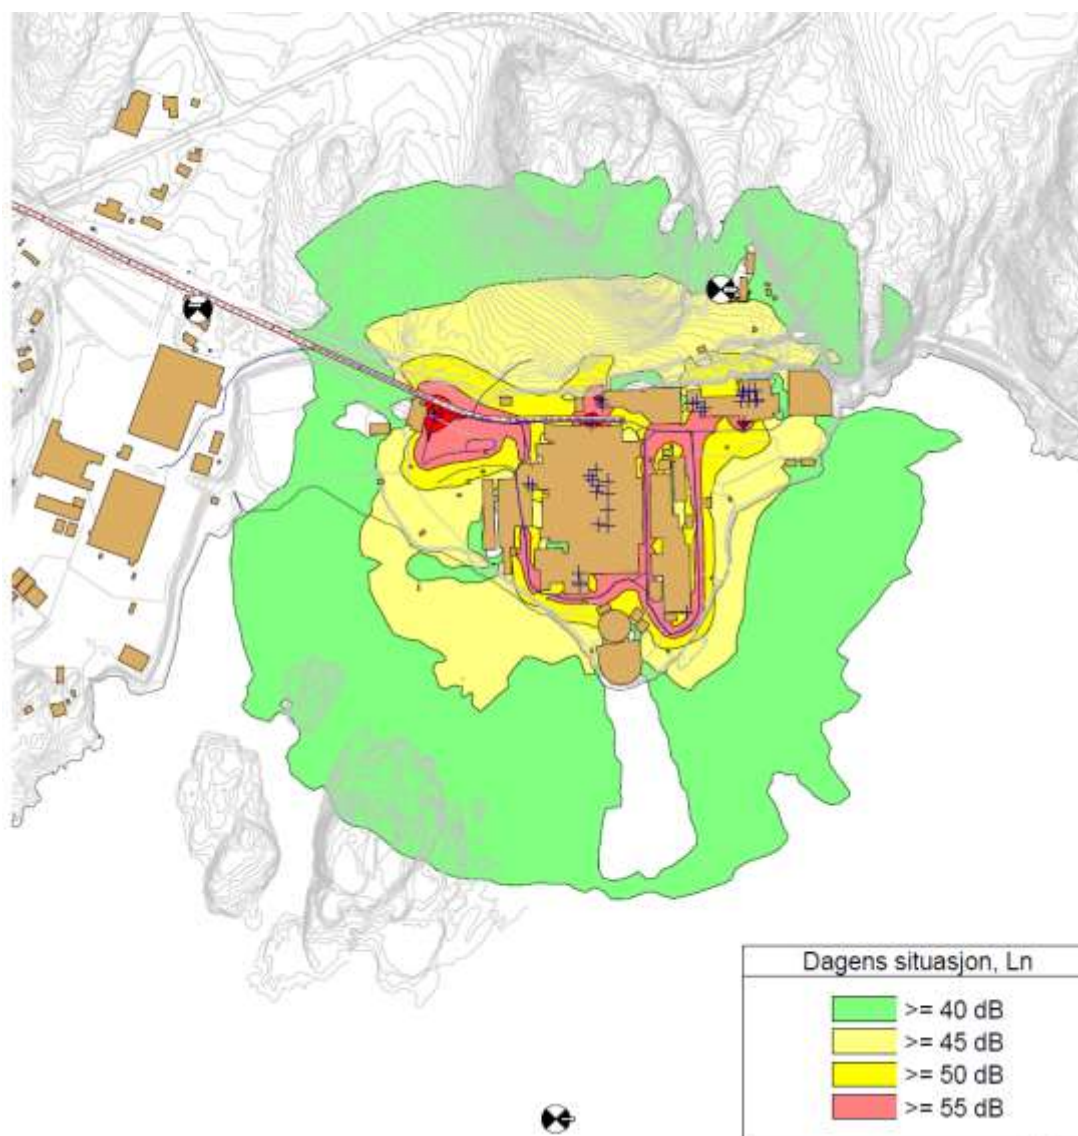 Dagens situasjon, Ln
>= 40 dB
>= 45 dB
>= 50 dB
>= 55 dB